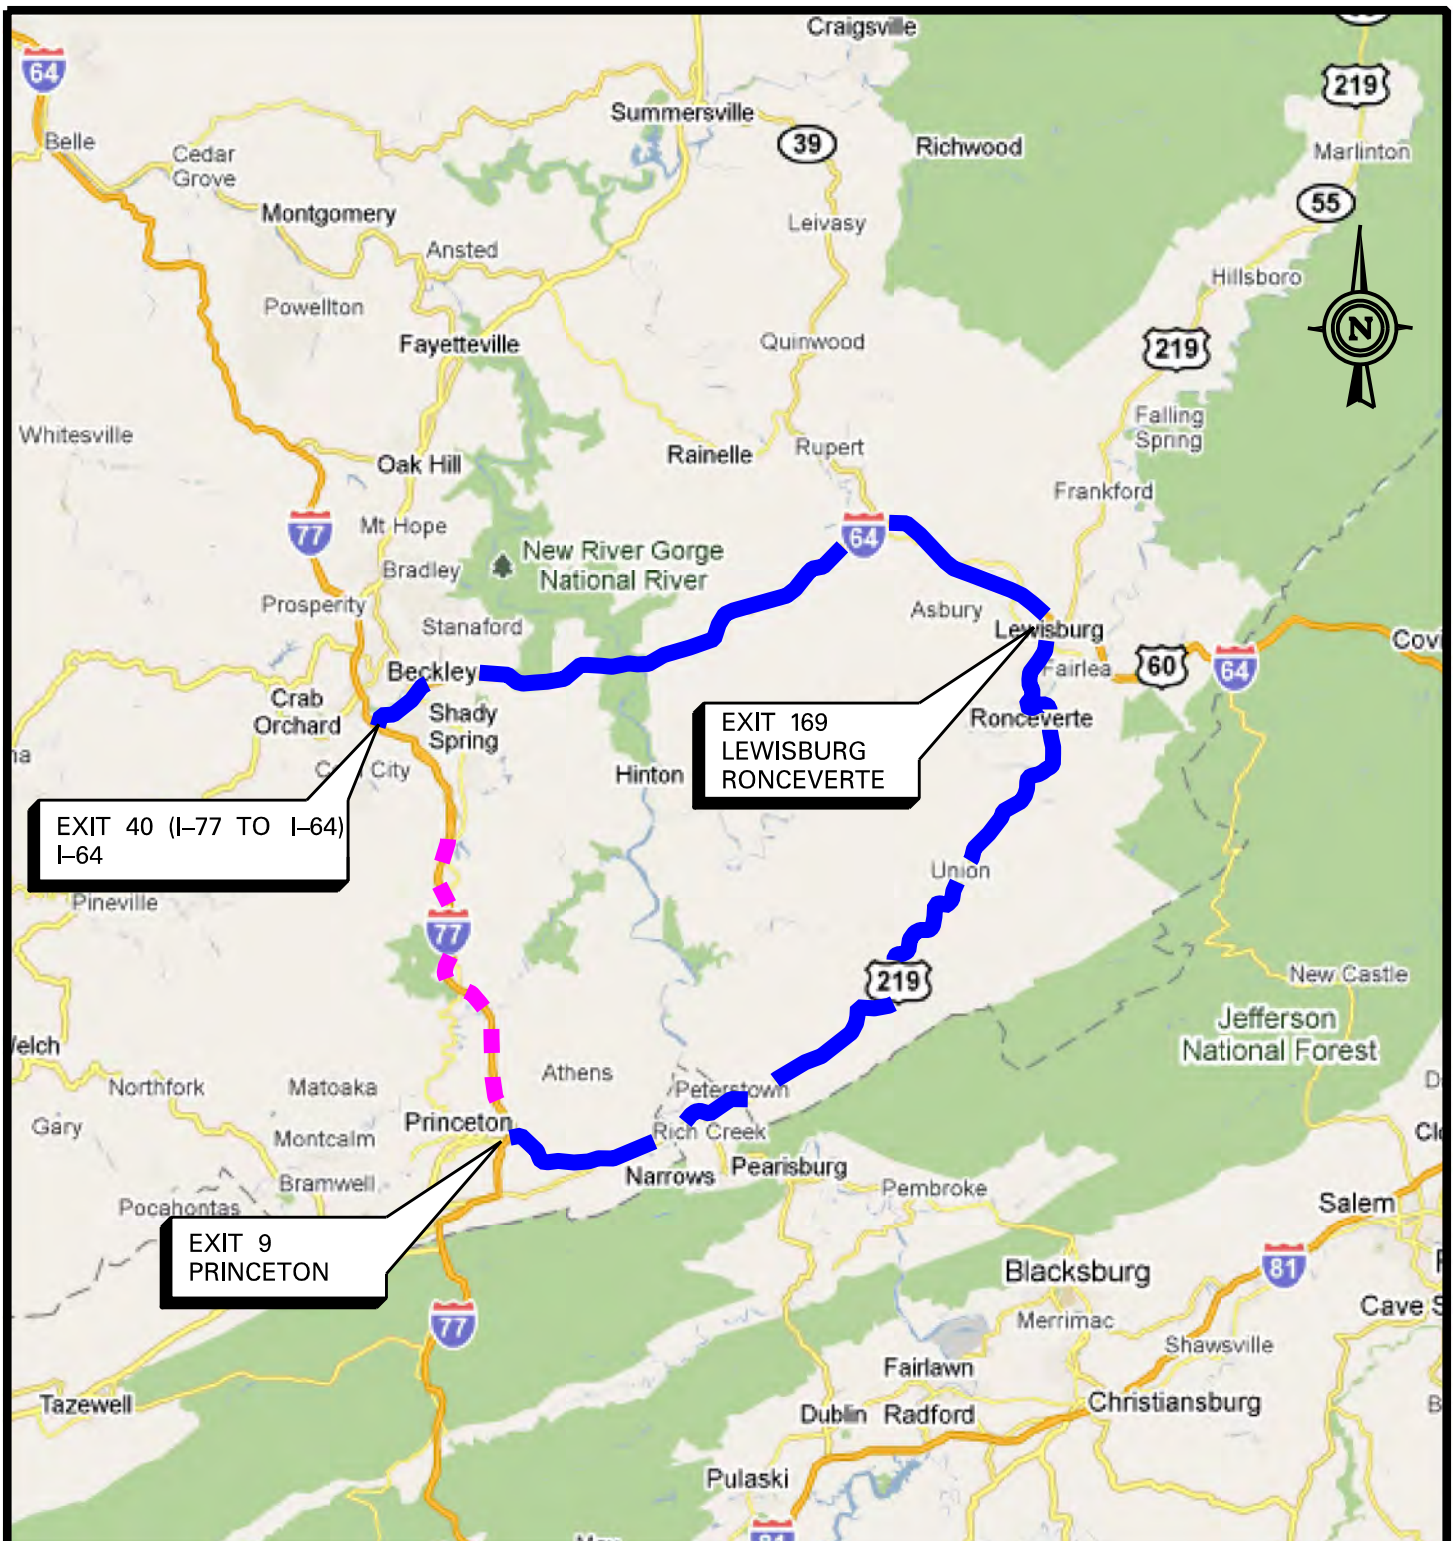 Craigsville
64
219
Summersville
Belle
39
Richwood
Marlinton
Cedar
Grove
55
Montgomery
Leivasy
Ansted
Hillsboro
Powellton
N
Fayetteville
Quinwood
219
Falling
Spring
Whitesville
Rainelle
Rupert
Oak Hill
Frankford
77
Mt Hope
64
New River Gorge
National River
Bradley
Prosperity
Asbury
Stanaford
Lewisburg
Covi
Beckley
Fairlea
60
64
Crab
Orchard
Shady
Spring
Ronceverte
EXIT 169
LEWISBURG
RONCEVERTE
City
Hinton
EXIT 40 (I-77 TO I-64)
I-64
Union
Pineville
77
219
New Castle
Jefferson
National Forest
elch
Athens
Northfork
Matoaka
Peterstown
Gary
Princeton
Montcalm
Rich Creek
Narrows
Pearisburg
Bramwell
Pembroke
Pocahontas
Salem
EXIT 9
PRINCETON
Blacksburg
81
Cave S
77
Merrimac
Shawsville
Fairlawn
Tazewell
Christiansburg
Dublin
Radford
Pulaski
81